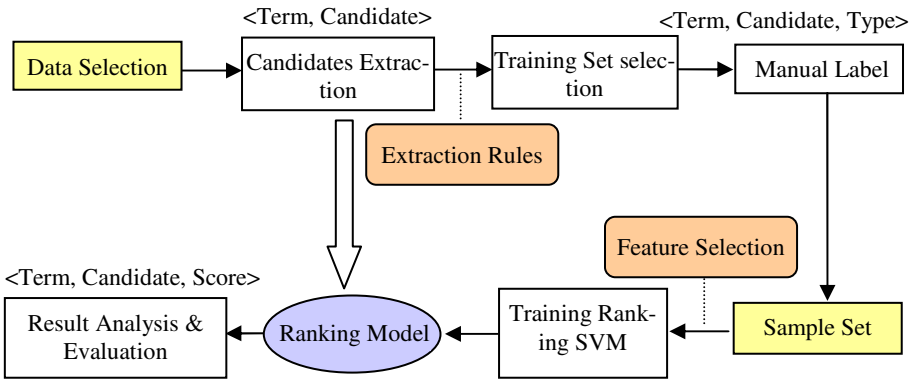 <Term, Candidate>
<Term, Candidate, Type>
Data Selection
Candidates Extrac-
tion
Training Set selec-
tion
Manual Label
Extraction Rules
Feature Selection
<Term, Candidate, Score>
Result Analysis &
Evaluation
Ranking Model
Training Rank-
ing SVM
Sample Set